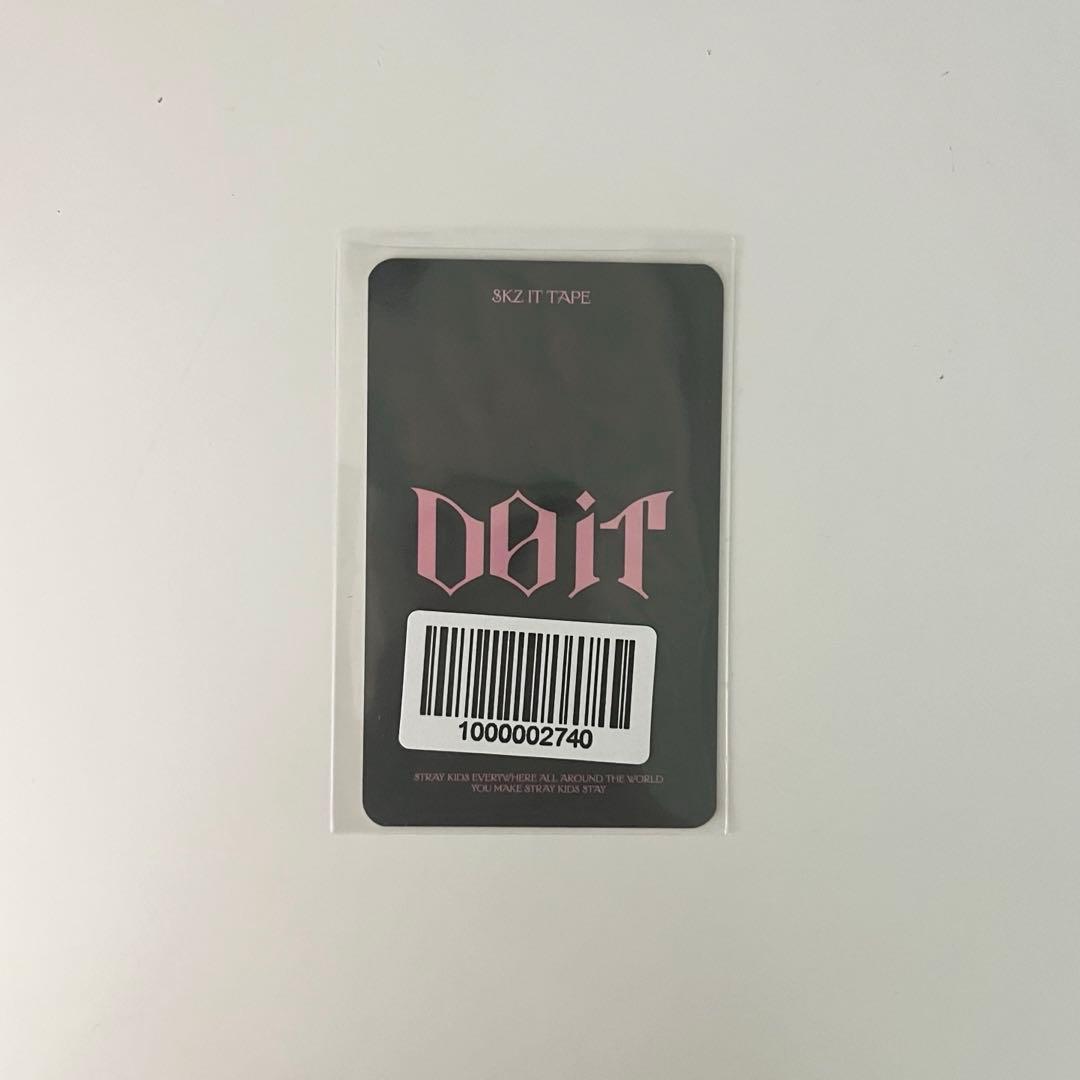 SKZ IT TAPE
DO iT
1000002740
STRAY KIDS EVERYWHERE ALL AROUND THE WORLD
YOU MAKE STRAY KIDS STAY